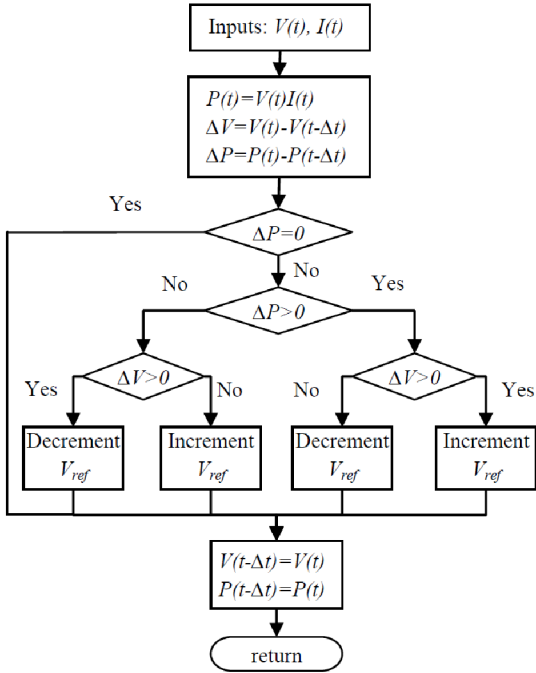 Inputs: V(t), I(t)
P(t)=V(t)I(t)
ΔV=V(t)-V(t-Δt)
ΔP=P(t)-P(t-Δt)
Yes
ΔP=0
No
No
Yes
ΔP>0
Yes
ΔV>0
No
No
ΔV>0
Yes
Decrement
Vref
Increment
Vref
Decrement
Vref
Increment
Vref
V(t-Δt)=V(t)
P(t-Δt)=P(t)
return